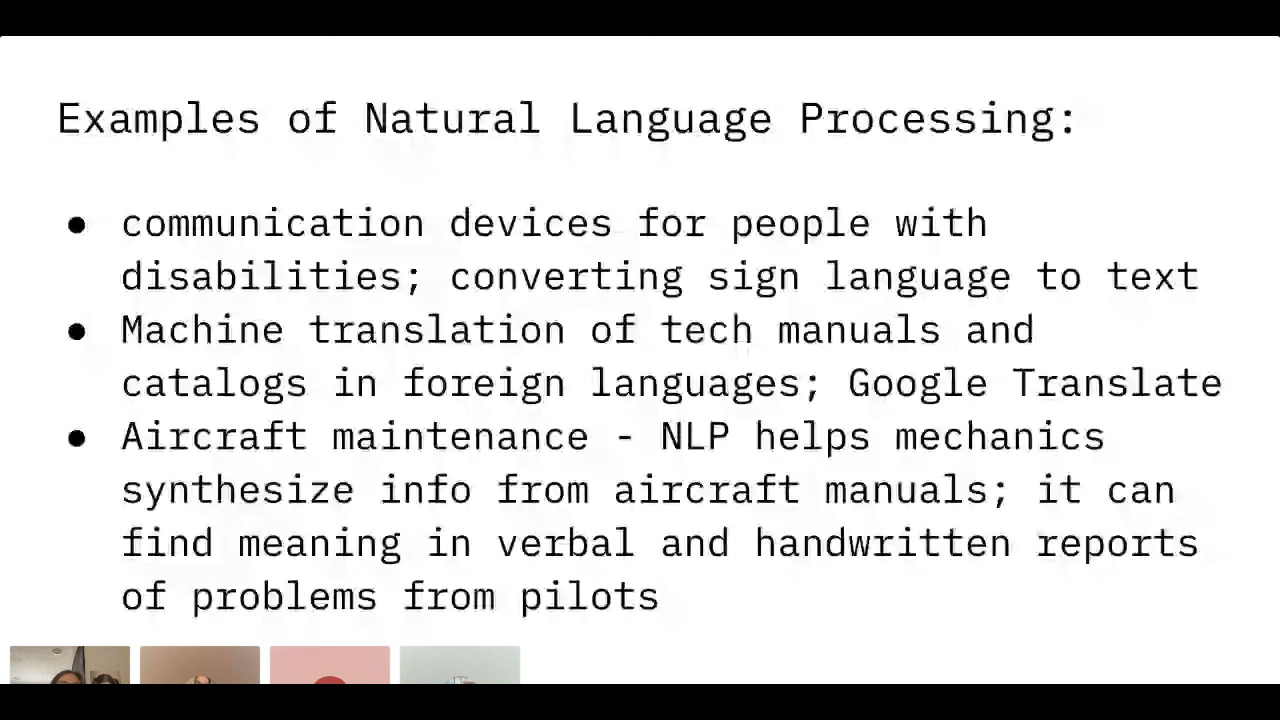 Examples of Natural Language Processing:
● communication devices for people with
disabilities; converting sign language to text
● Machine translation of tech manuals and
catalogs in foreign languages; Google Translate
● Aircraft maintenance - NLP helps mechanics
synthesize info from aircraft manuals; it can
find meaning in verbal and handwritten reports
of problems from pilots